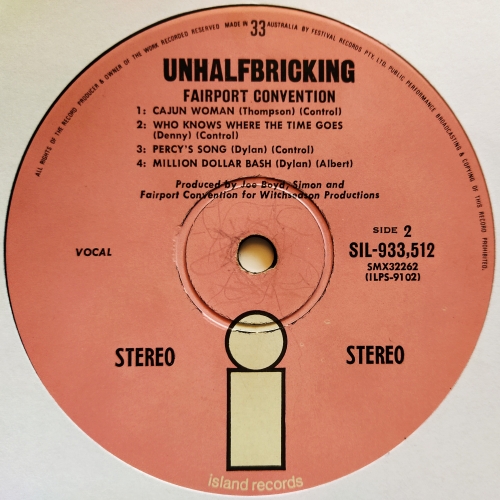 ALL RIGHTS OF THE RECORD PRODUCER & OWNER OF THE WORK RECORDED RESERVED MADE IN 33 AUSTRALIA BY FESTIVAL RECORDS PTY. LTD. PUBLIC PERFORMANCE BROADCASTING & COPYING OF THIS RECORD PROHIBITED.
UNHALFBRICKING
FAIRPORT CONVENTION
1: CAJUN WOMAN (Thompson) (Control)
2: WHO KNOWS WHERE THE TIME GOES
(Denny) (Control)
3: PERCY'S SONG (Dylan) (Control)
4: MILLION DOLLAR BASH (Dylan) (Albert)
Produced by Joe Boyd, Simon and
Fairport Convention for Witchseason Productions
VOCAL
SIDE 2
SIL-933,512
SMX32262
(ILPS-9102)
STEREO STEREO
i
island records